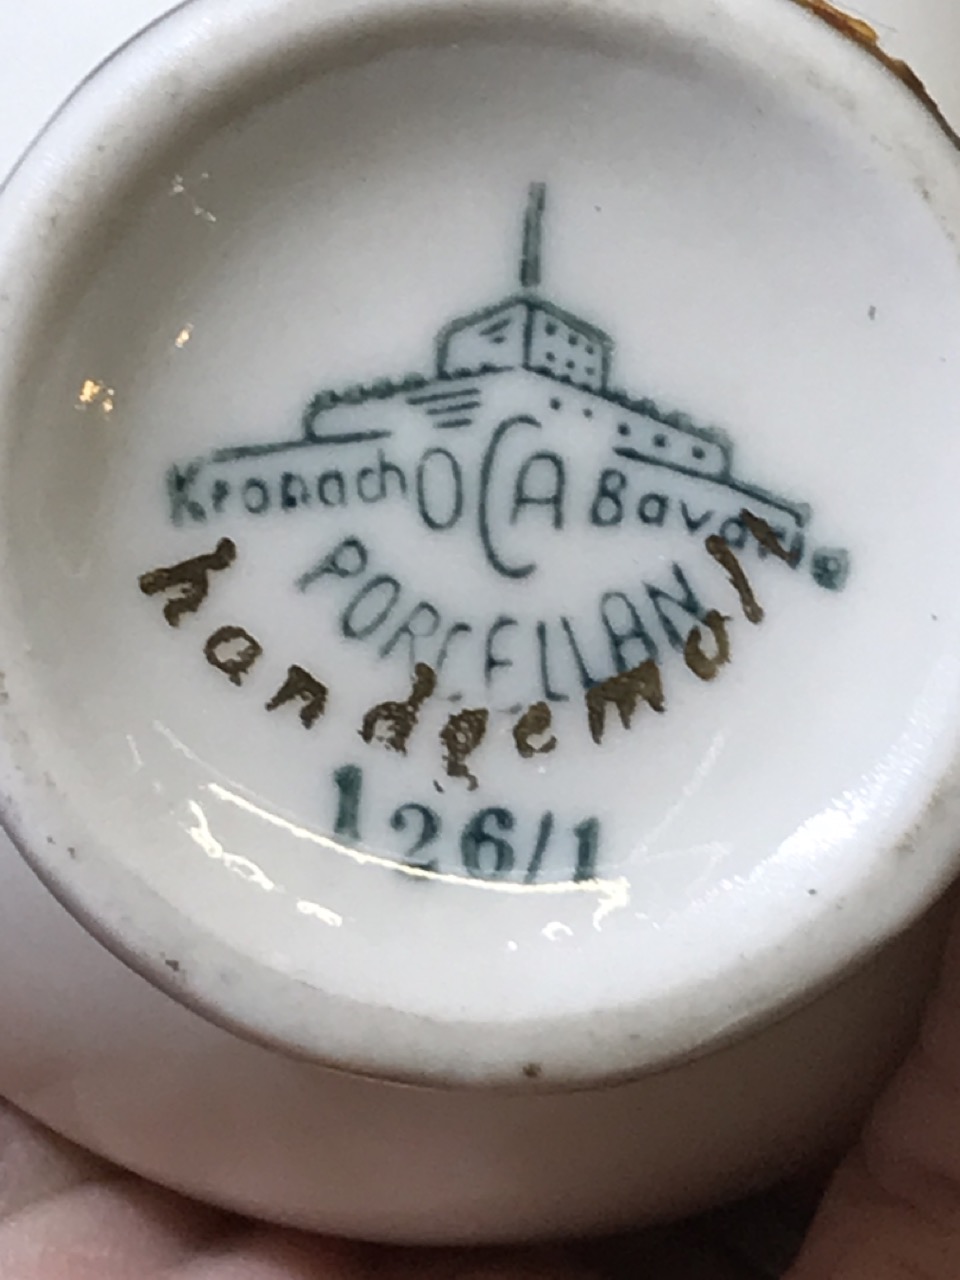 Kronach OCA Bavaria
PORCELLAN
handgemalt
126/1